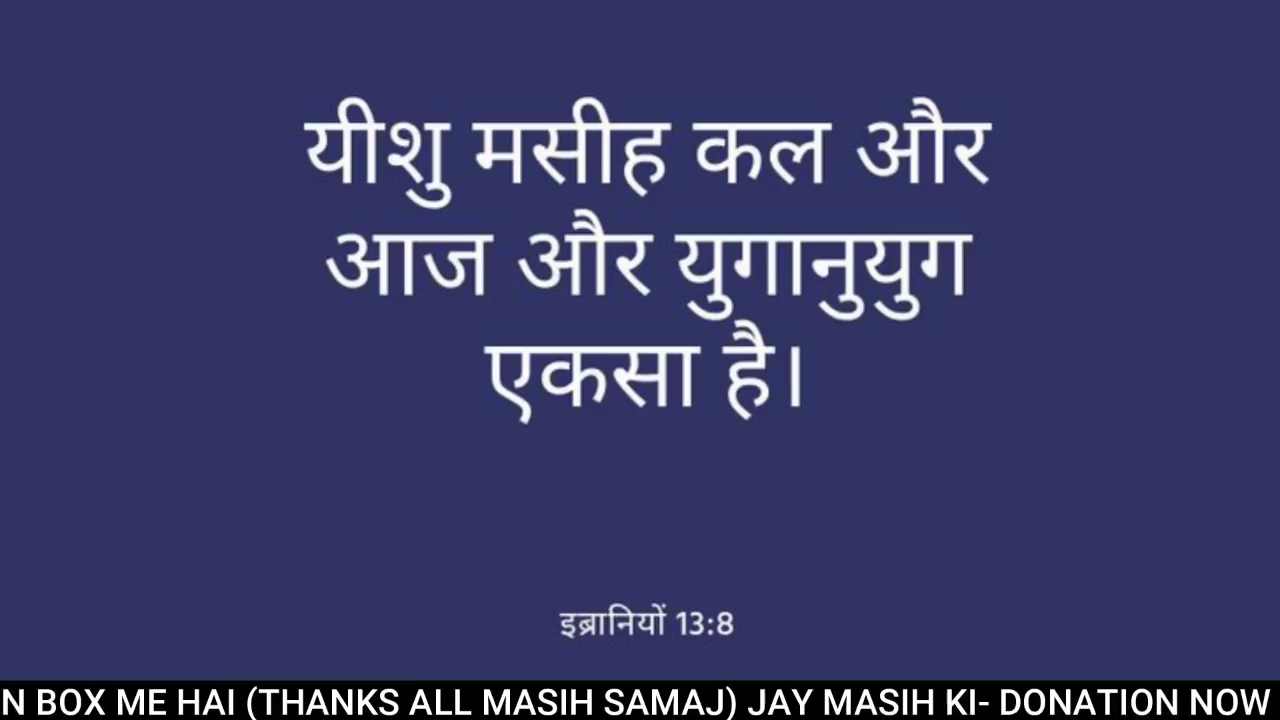 यीशु मसीह कल और
आज और युगानुयुग
एकसा है।
इब्रानियों 13:8
N BOX ME HAI (THANKS ALL MASIH SAMAJ) JAY MASIH KI- DONATION NOW